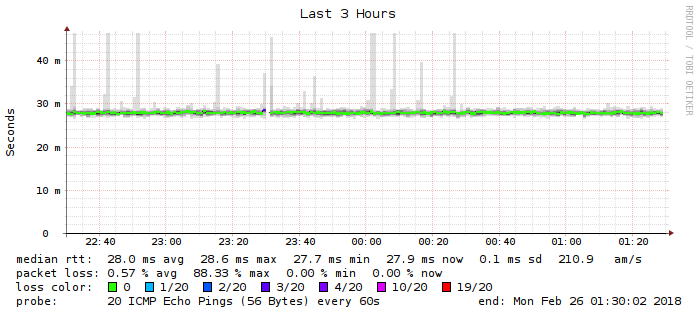 Last 3 Hours
RRDTOOL / TOBI OETIKER
Seconds
40 m
30 m
20 m
10 m
0
22:40 23:00 23:20 23:40 00:00 00:20 00:40 01:00 01:20
median rtt: 28.0 ms avg 28.6 ms max 27.7 ms min 27.9 ms now 0.1 ms sd 210.9 am/s
packet loss: 0.57 % avg 88.33 % max 0.00 % min 0.00 % now
loss color: 0 1/20 2/20 3/20 4/20 10/20 19/20
probe: 20 ICMP Echo Pings (56 Bytes) every 60s end: Mon Feb 26 01:30:02 2018